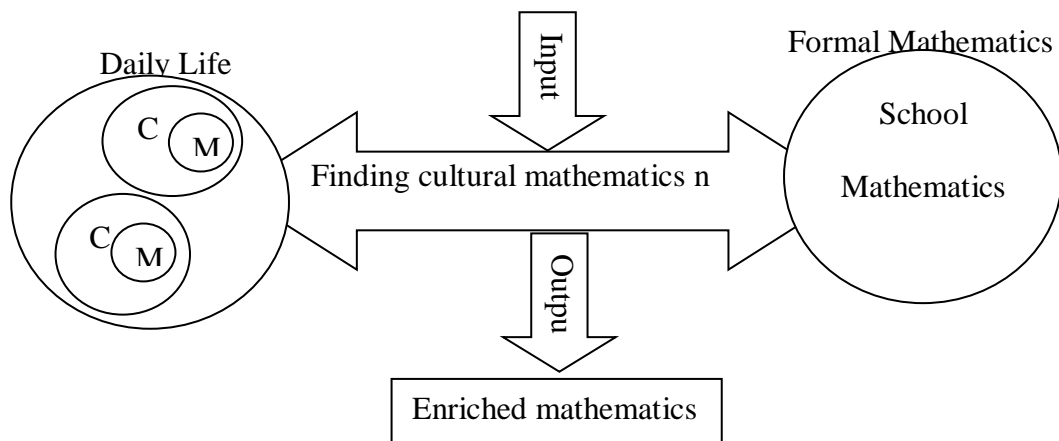 Input
Formal Mathematics
Daily Life
C
M
School
Mathematics
Finding cultural mathematics n
C
M
Outpu
Enriched mathematics